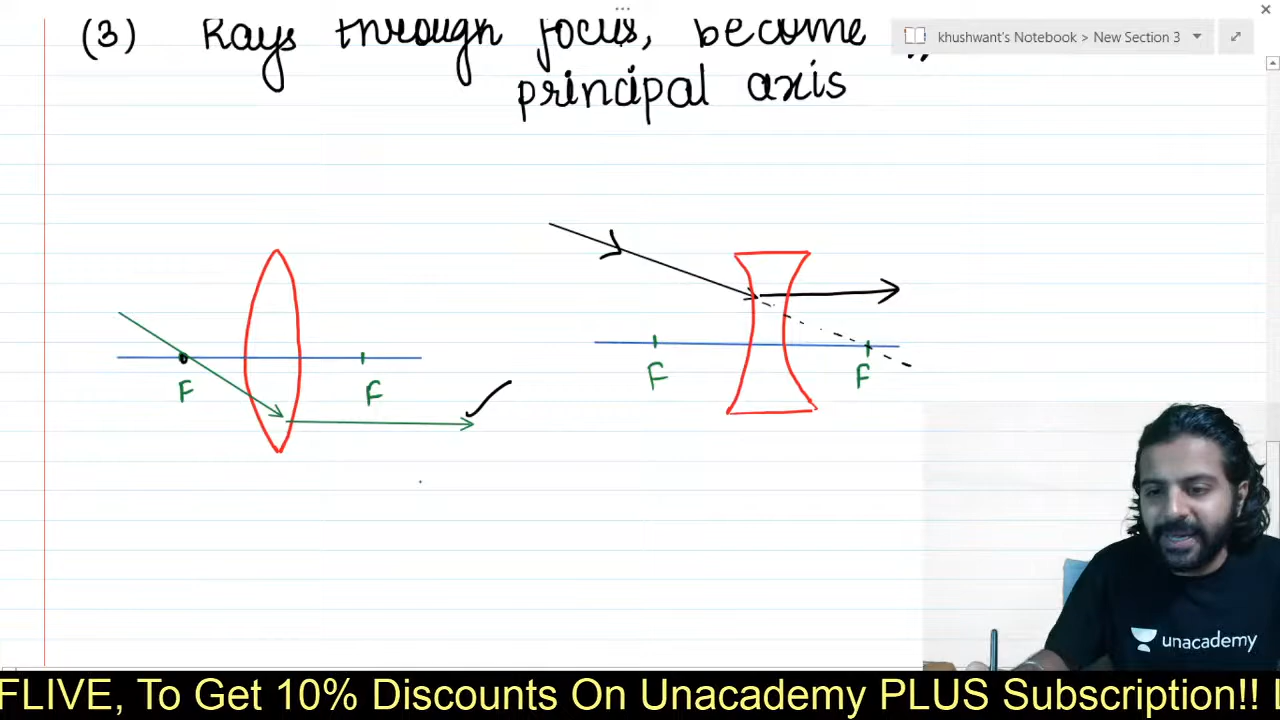 (3) Rays through focus, become
principal axis
khushwant's Notebook > New Section 3
F
F
F
F
unacademy
FLIVE, To Get 10% Discounts On Unacademy PLUS Subscription!!